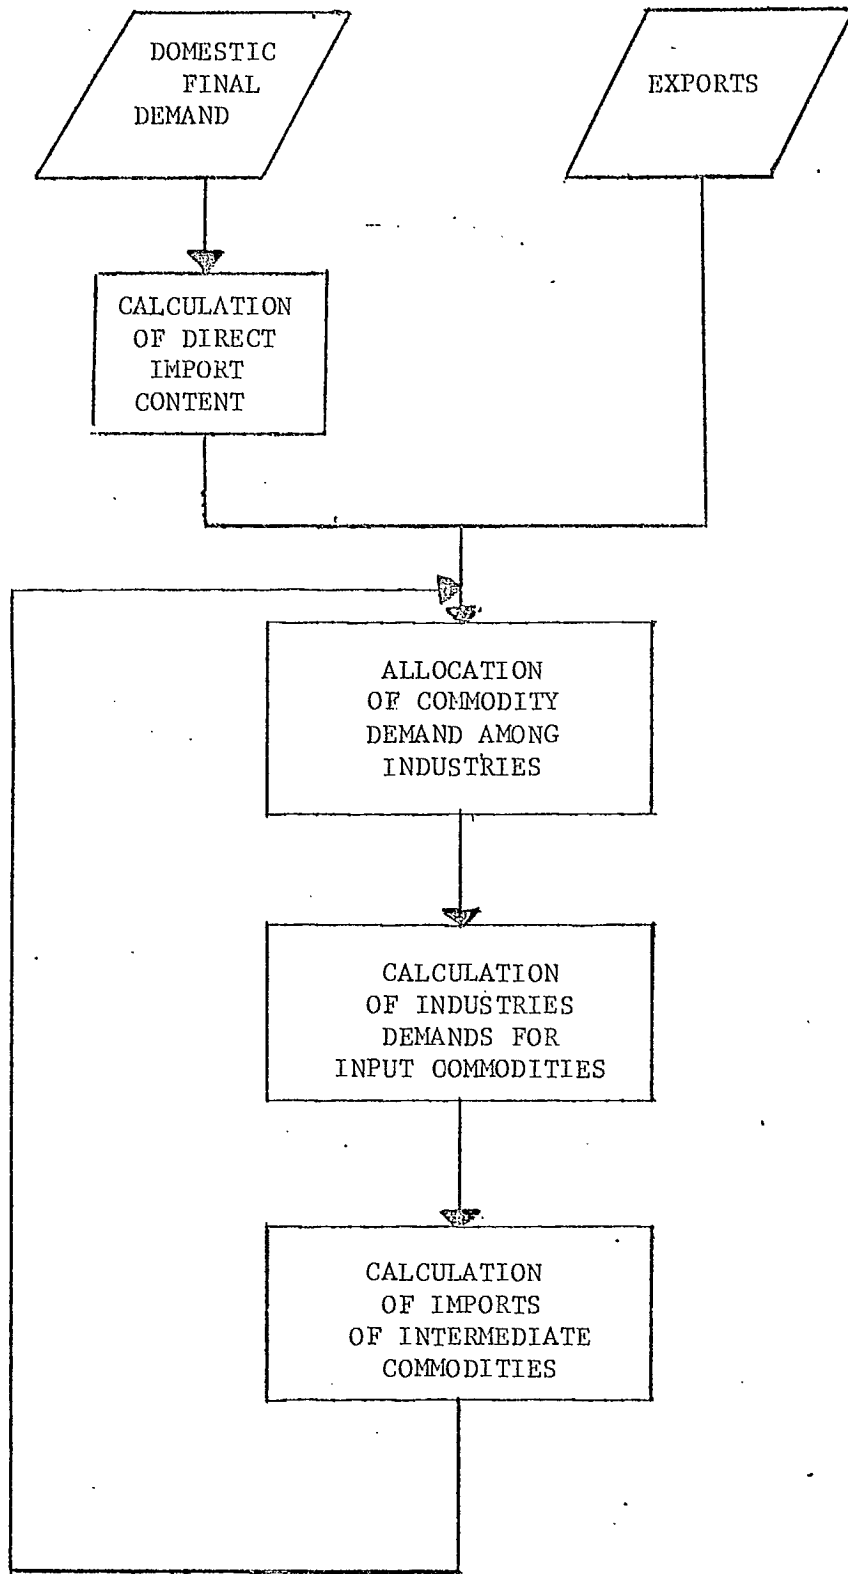 DOMESTIC
FINAL
DEMAND
EXPORTS
CALCULATION
OF DIRECT
IMPORT
CONTENT
ALLOCATION
OF COMMODITY
DEMAND AMONG
INDUSTRIES
CALCULATION
OF INDUSTRIES
DEMANDS FOR
INPUT COMMODITIES
CALCULATION
OF IMPORTS
OF INTERMEDIATE
COMMODITIES